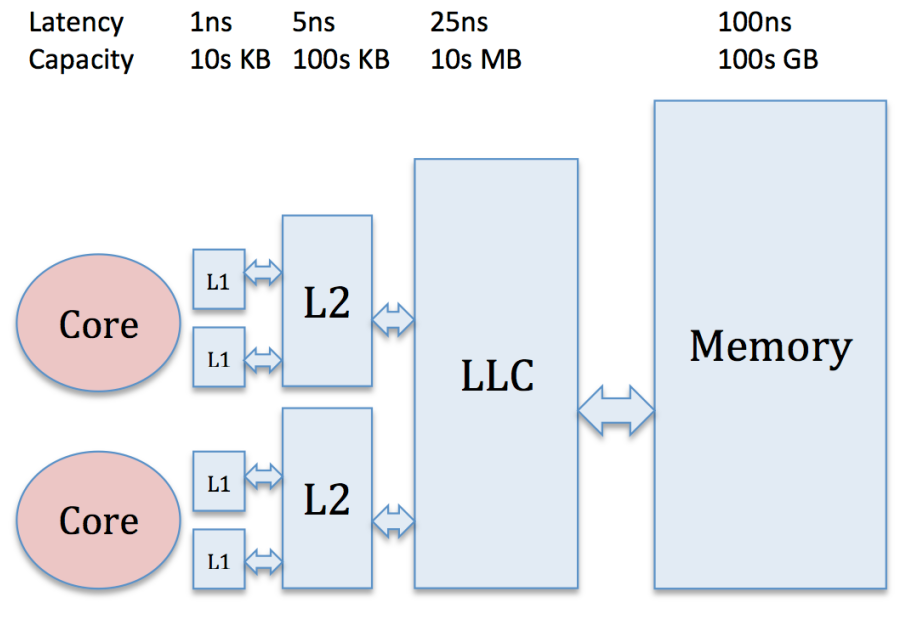 Latency 1ns 5ns 25ns 100ns
Capacity 10s KB 100s KB 10s MB 100s GB
Core
L1
L1
L2
Core
L1
L1
L2
LLC
Memory